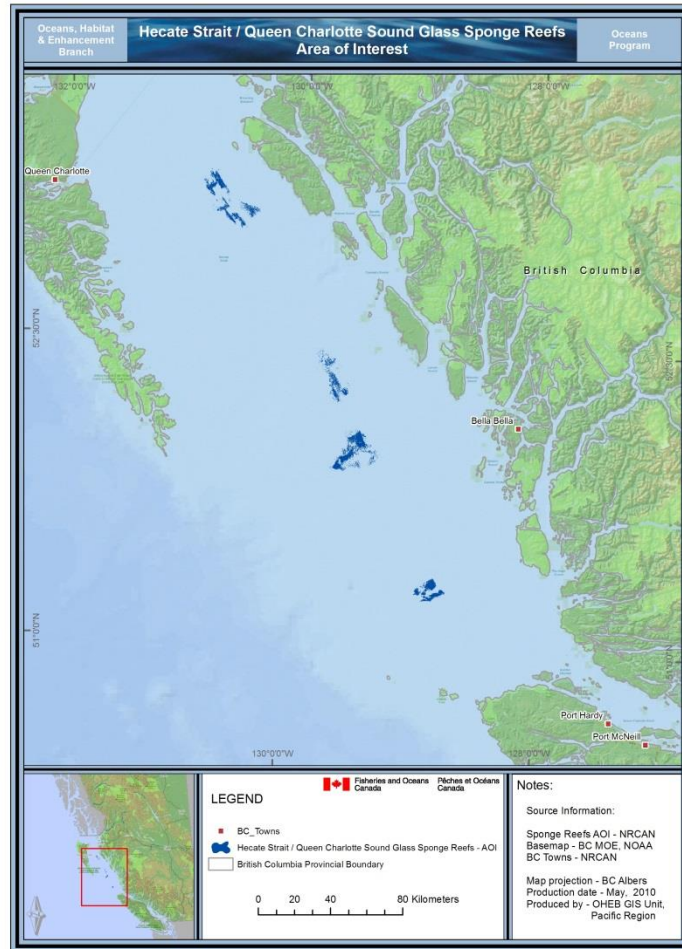 Oceans, Habitat
& Enhancement
Branch
Hecate Strait / Queen Charlotte Sound Glass Sponge Reefs
Area of Interest
Oceans
Program
132°0'0"W
130°0'0"W
128°0'0"W
Queen Charlotte
British Columbia
52°30'0"N
52°0'0"N
Bella Bella
51°0'0"N
51°0'0"N
Port Hardy
Port McNeill
130°0'0"W
128°0'0"W
Fisheries and Oceans
Canada
Pêches et Océans
Canada
LEGEND
BC_Towns
Hecate Strait / Queen Charlotte Sound Glass Sponge Reefs - AOI
British Columbia Provincial Boundary
0 20 40 80 Kilometers
Notes:
Source Information:
Sponge Reefs AOI - NRCAN
Basemap - BC MOE, NOAA
BC Towns - NRCAN
Map projection - BC Albers
Production date - May, 2010
Produced by - OHEB GIS Unit,
Pacific Region